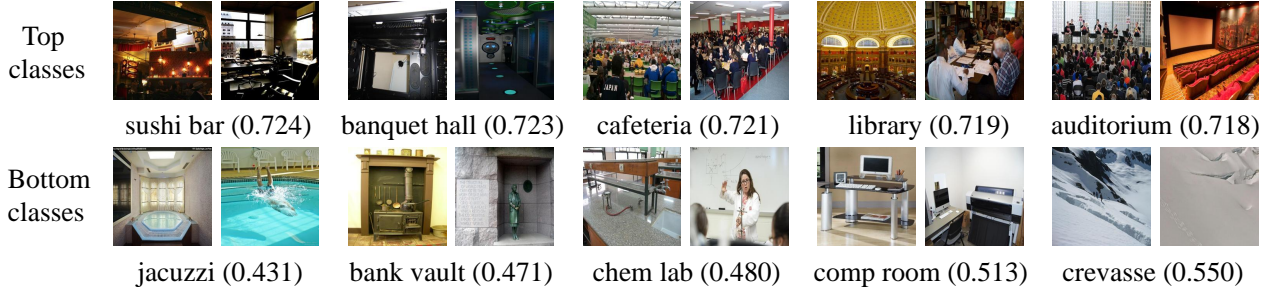 Top
classes
sushi bar (0.724)
banquet hall (0.723)
cafeteria (0.721)
library (0.719)
auditorium (0.718)
JAPAN
Bottom
classes
jacuzzi (0.431)
bank vault (0.471)
chem lab (0.480)
comp room (0.513)
crevasse (0.550)